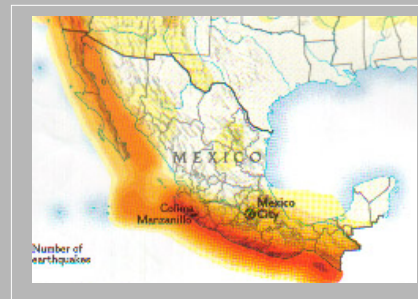 MEXICO
Colima
Manzanillo
Mexico
City
Number of
earthquakes